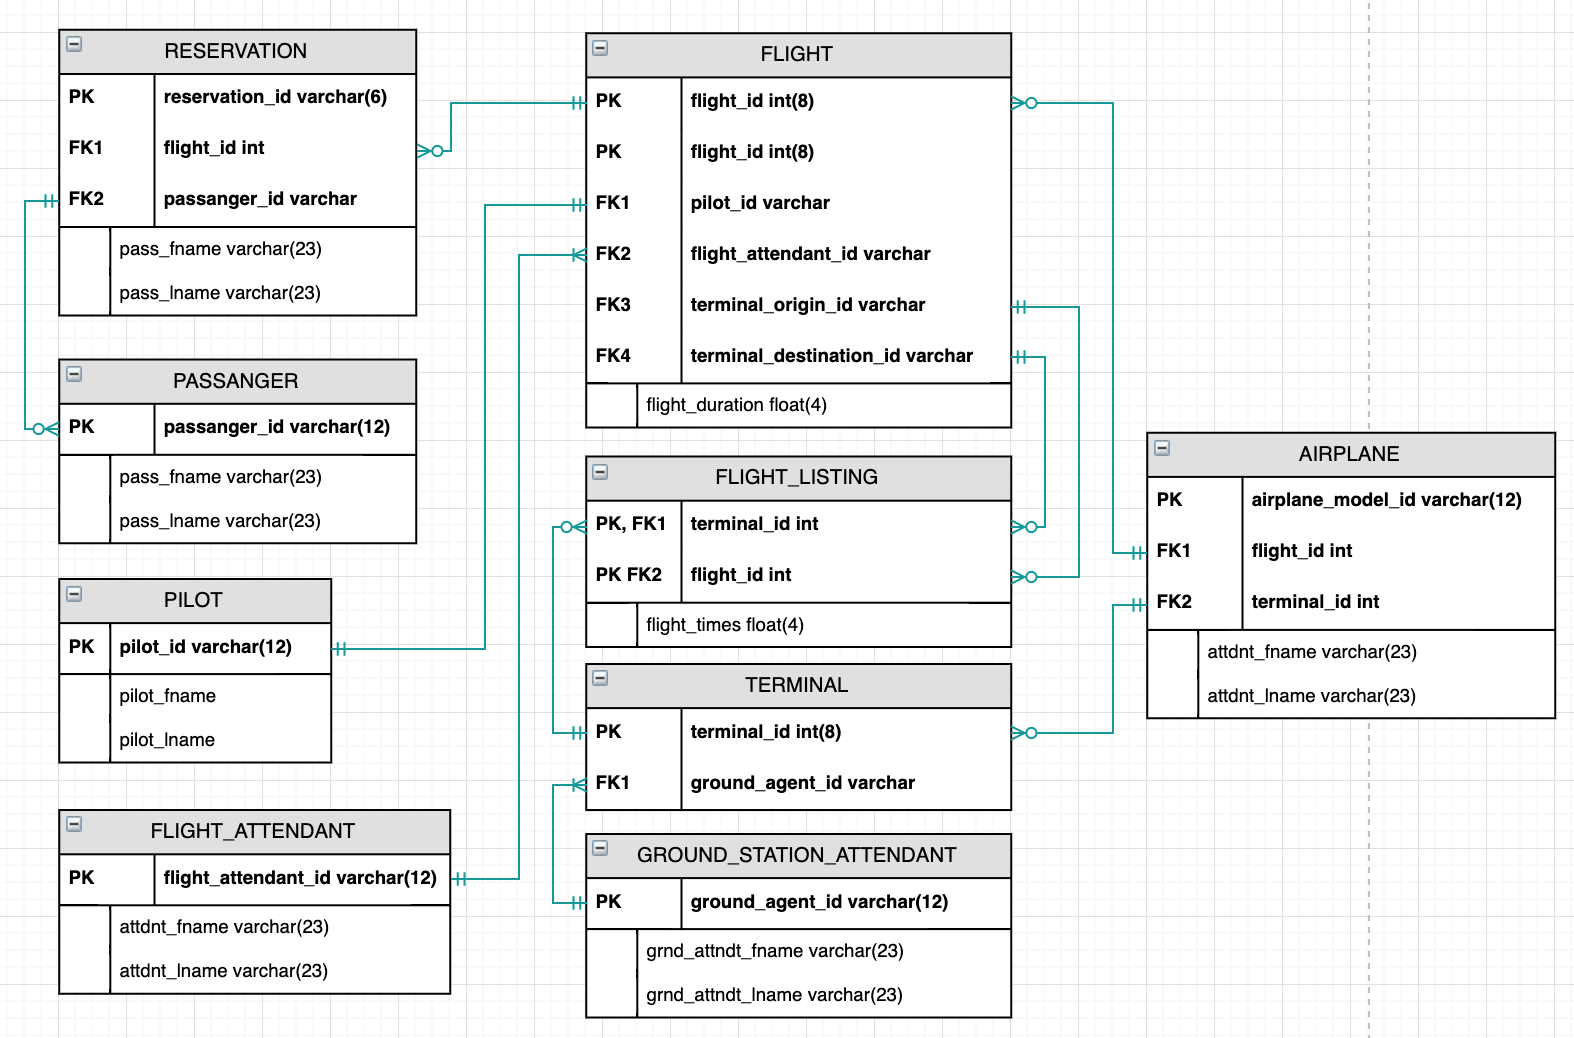 RESERVATION
PK reservation_id varchar(6)
FK1 flight_id int
FK2 passanger_id varchar
pass_fname varchar(23)
pass_lname varchar(23)
PASSANGER
PK passanger_id varchar(12)
pass_fname varchar(23)
pass_lname varchar(23)
PILOT
PK pilot_id varchar(12)
pilot_fname
pilot_lname
FLIGHT_ATTENDANT
PK flight_attendant_id varchar(12)
attdnt_fname varchar(23)
attdnt_lname varchar(23)
FLIGHT
PK flight_id int(8)
PK flight_id int(8)
FK1 pilot_id varchar
FK2 flight_attendant_id varchar
FK3 terminal_origin_id varchar
FK4 terminal_destination_id varchar
flight_duration float(4)
FLIGHT_LISTING
PK, FK1 terminal_id int
PK FK2 flight_id int
flight_times float(4)
TERMINAL
PK terminal_id int(8)
FK1 ground_agent_id varchar
GROUND_STATION_ATTENDANT
PK ground_agent_id varchar(12)
grnd_attndt_fname varchar(23)
grnd_attndt_lname varchar(23)
AIRPLANE
PK airplane_model_id varchar(12)
FK1 flight_id int
FK2 terminal_id int
attdnt_fname varchar(23)
attdnt_lname varchar(23)